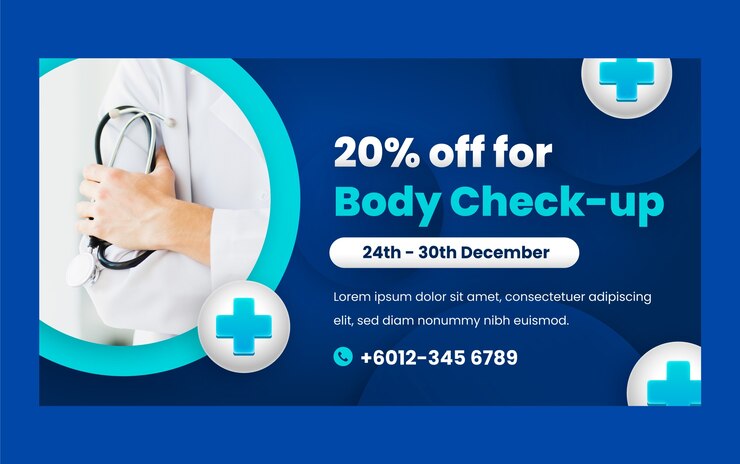 20% off for
Body Check-up
24th - 30th December
Lorem ipsum dolor sit amet, consectetuer adipiscing
elit, sed diam nonummy nibh euismod.
+6012-345 6789